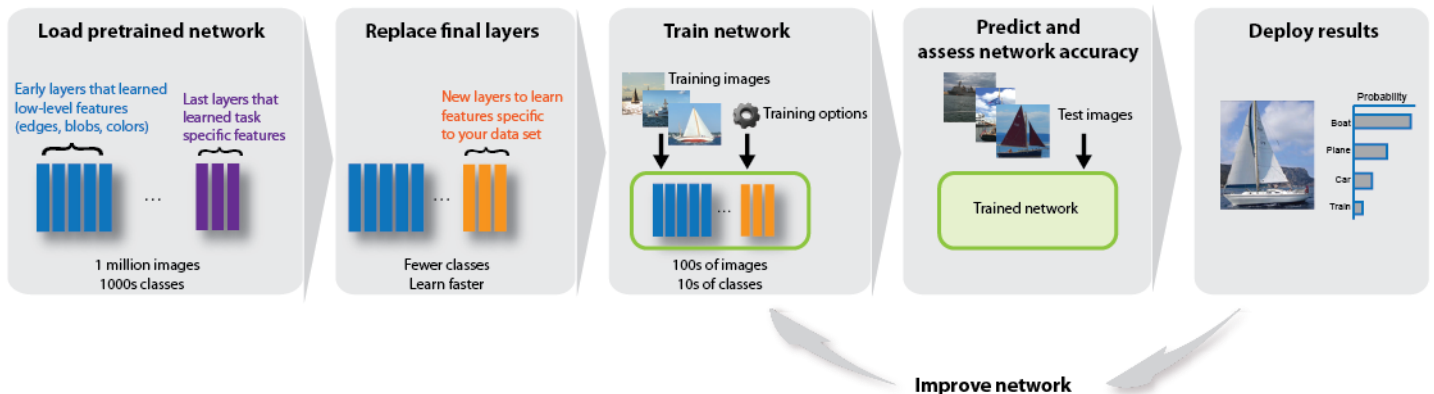 Load pretrained network
Early layers that learned
low-level features
(edges, blobs, colors)
Last layers that
learned task
specific features
...
1 million images
1000s classes
Replace final layers
New layers to learn
features specific
to your data set
...
Fewer classes
Learn faster
Train network
Training images
Training options
...
100s of images
10s of classes
Predict and
assess network accuracy
Test images
Trained network
Deploy results
Probability
Boat
Plane
Car
Train
Improve network